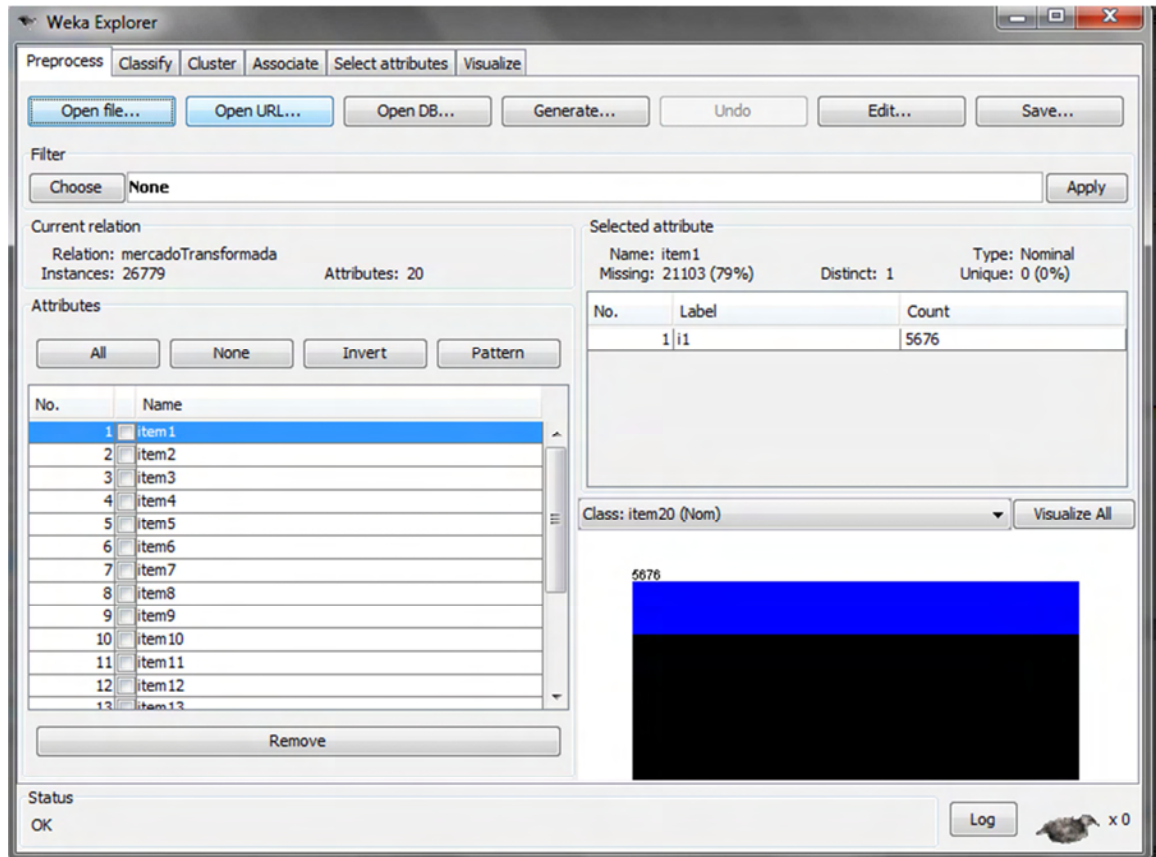 Weka Explorer
Preprocess Classify Cluster Associate Select attributes Visualize
Open file... Open URL... Open DB... Generate... Undo Edit... Save...
Filter
Choose None Apply
Current relation
Relation: mercadoTransformada
Instances: 26779 Attributes: 20
Attributes
All None Invert Pattern
No. Name
1 item1
2 item2
3 item3
4 item4
5 item5
6 item6
7 item7
8 item8
9 item9
10 item10
11 item11
12 item12
13 item13
Remove
Selected attribute
Name: item1 Type: Nominal
Missing: 21103 (79%) Distinct: 1 Unique: 0 (0%)
No. Label Count
1 i1 5676
Class: item20 (Nom) Visualize All
5676
Status
OK
Log x 0